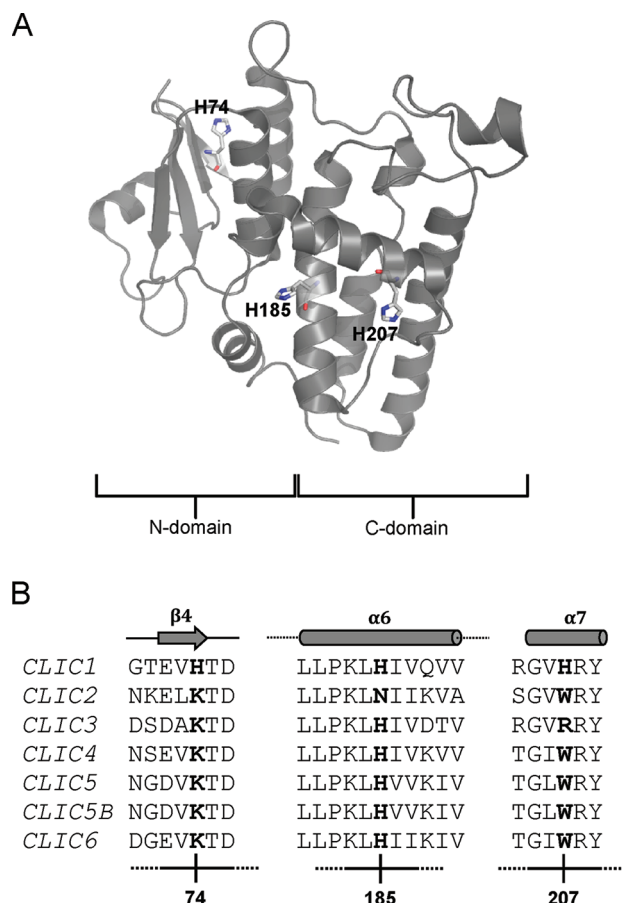 A
H74
H185
H207
N-domain C-domain
B
β4 α6 α7
CLIC1 GTEVHTD LLPKLHIVQVV RGVHRY
CLIC2 NKELKTD LLPKLNIIKVA SGVWRY
CLIC3 DSDAKTD LLPKLHIVDTV RGVRRY
CLIC4 NSEVKTD LLPKLHIVKVV TGIWRY
CLIC5 NGDVKTD LLPKLHVVKIV TGLWRY
CLIC5B NGDVKTD LLPKLHVVKIV TGLWRY
CLIC6 DGEVKTD LLPKLHIIKIV TGIWRY
74 185 207